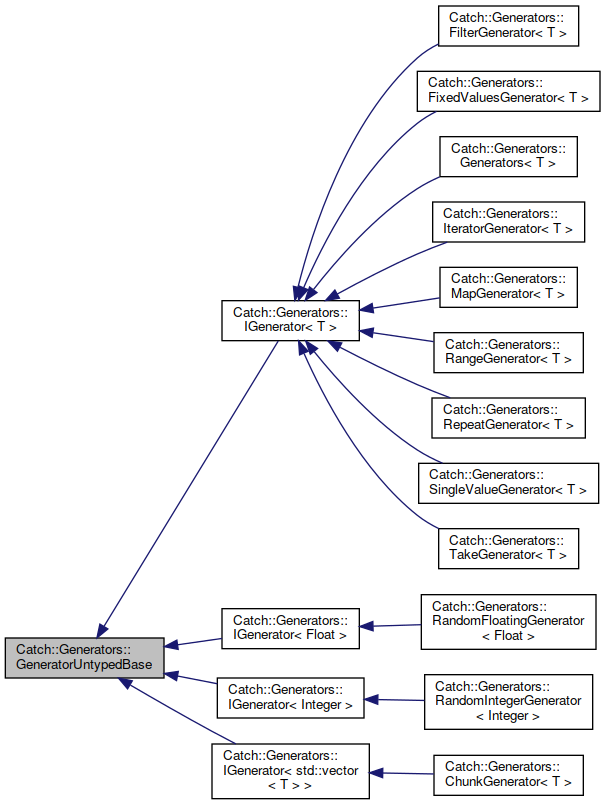 Catch::Generators::
FilterGenerator< T >
Catch::Generators::
FixedValuesGenerator< T >
Catch::Generators::
Generators< T >
Catch::Generators::
IteratorGenerator< T >
Catch::Generators::
MapGenerator< T >
Catch::Generators::
IGenerator< T >
Catch::Generators::
RangeGenerator< T >
Catch::Generators::
RepeatGenerator< T >
Catch::Generators::
SingleValueGenerator< T >
Catch::Generators::
TakeGenerator< T >
Catch::Generators::
RandomFloatingGenerator
< Float >
Catch::Generators::
IGenerator< Float >
Catch::Generators::
GeneratorUntypedBase
Catch::Generators::
IGenerator< Integer >
Catch::Generators::
RandomIntegerGenerator
< Integer >
Catch::Generators::
IGenerator< std::vector
< T > >
Catch::Generators::
ChunkGenerator< T >